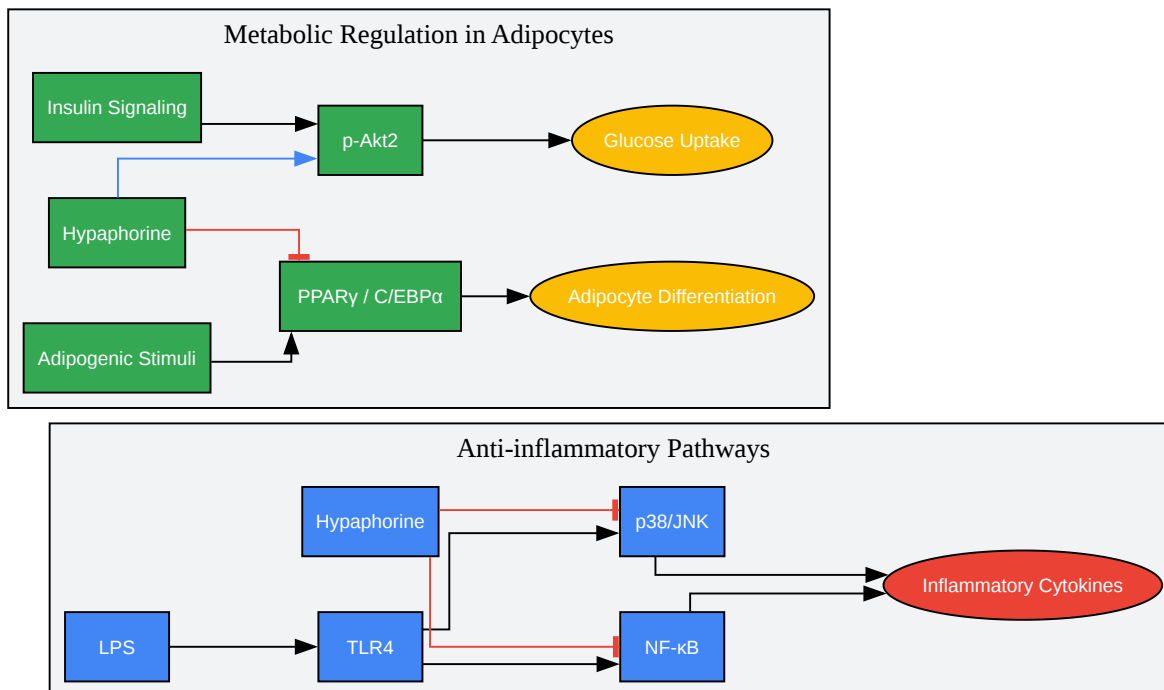 Metabolic Regulation in Adipocytes
Insulin Signaling
p-Akt2
Glucose Uptake
Hypaphorine
PPARγ / C/EBPα
Adipocyte Differentiation
Adipogenic Stimuli
Anti-inflammatory Pathways
Hypaphorine
p38/JNK
Inflammatory Cytokines
LPS
TLR4
NF-κB